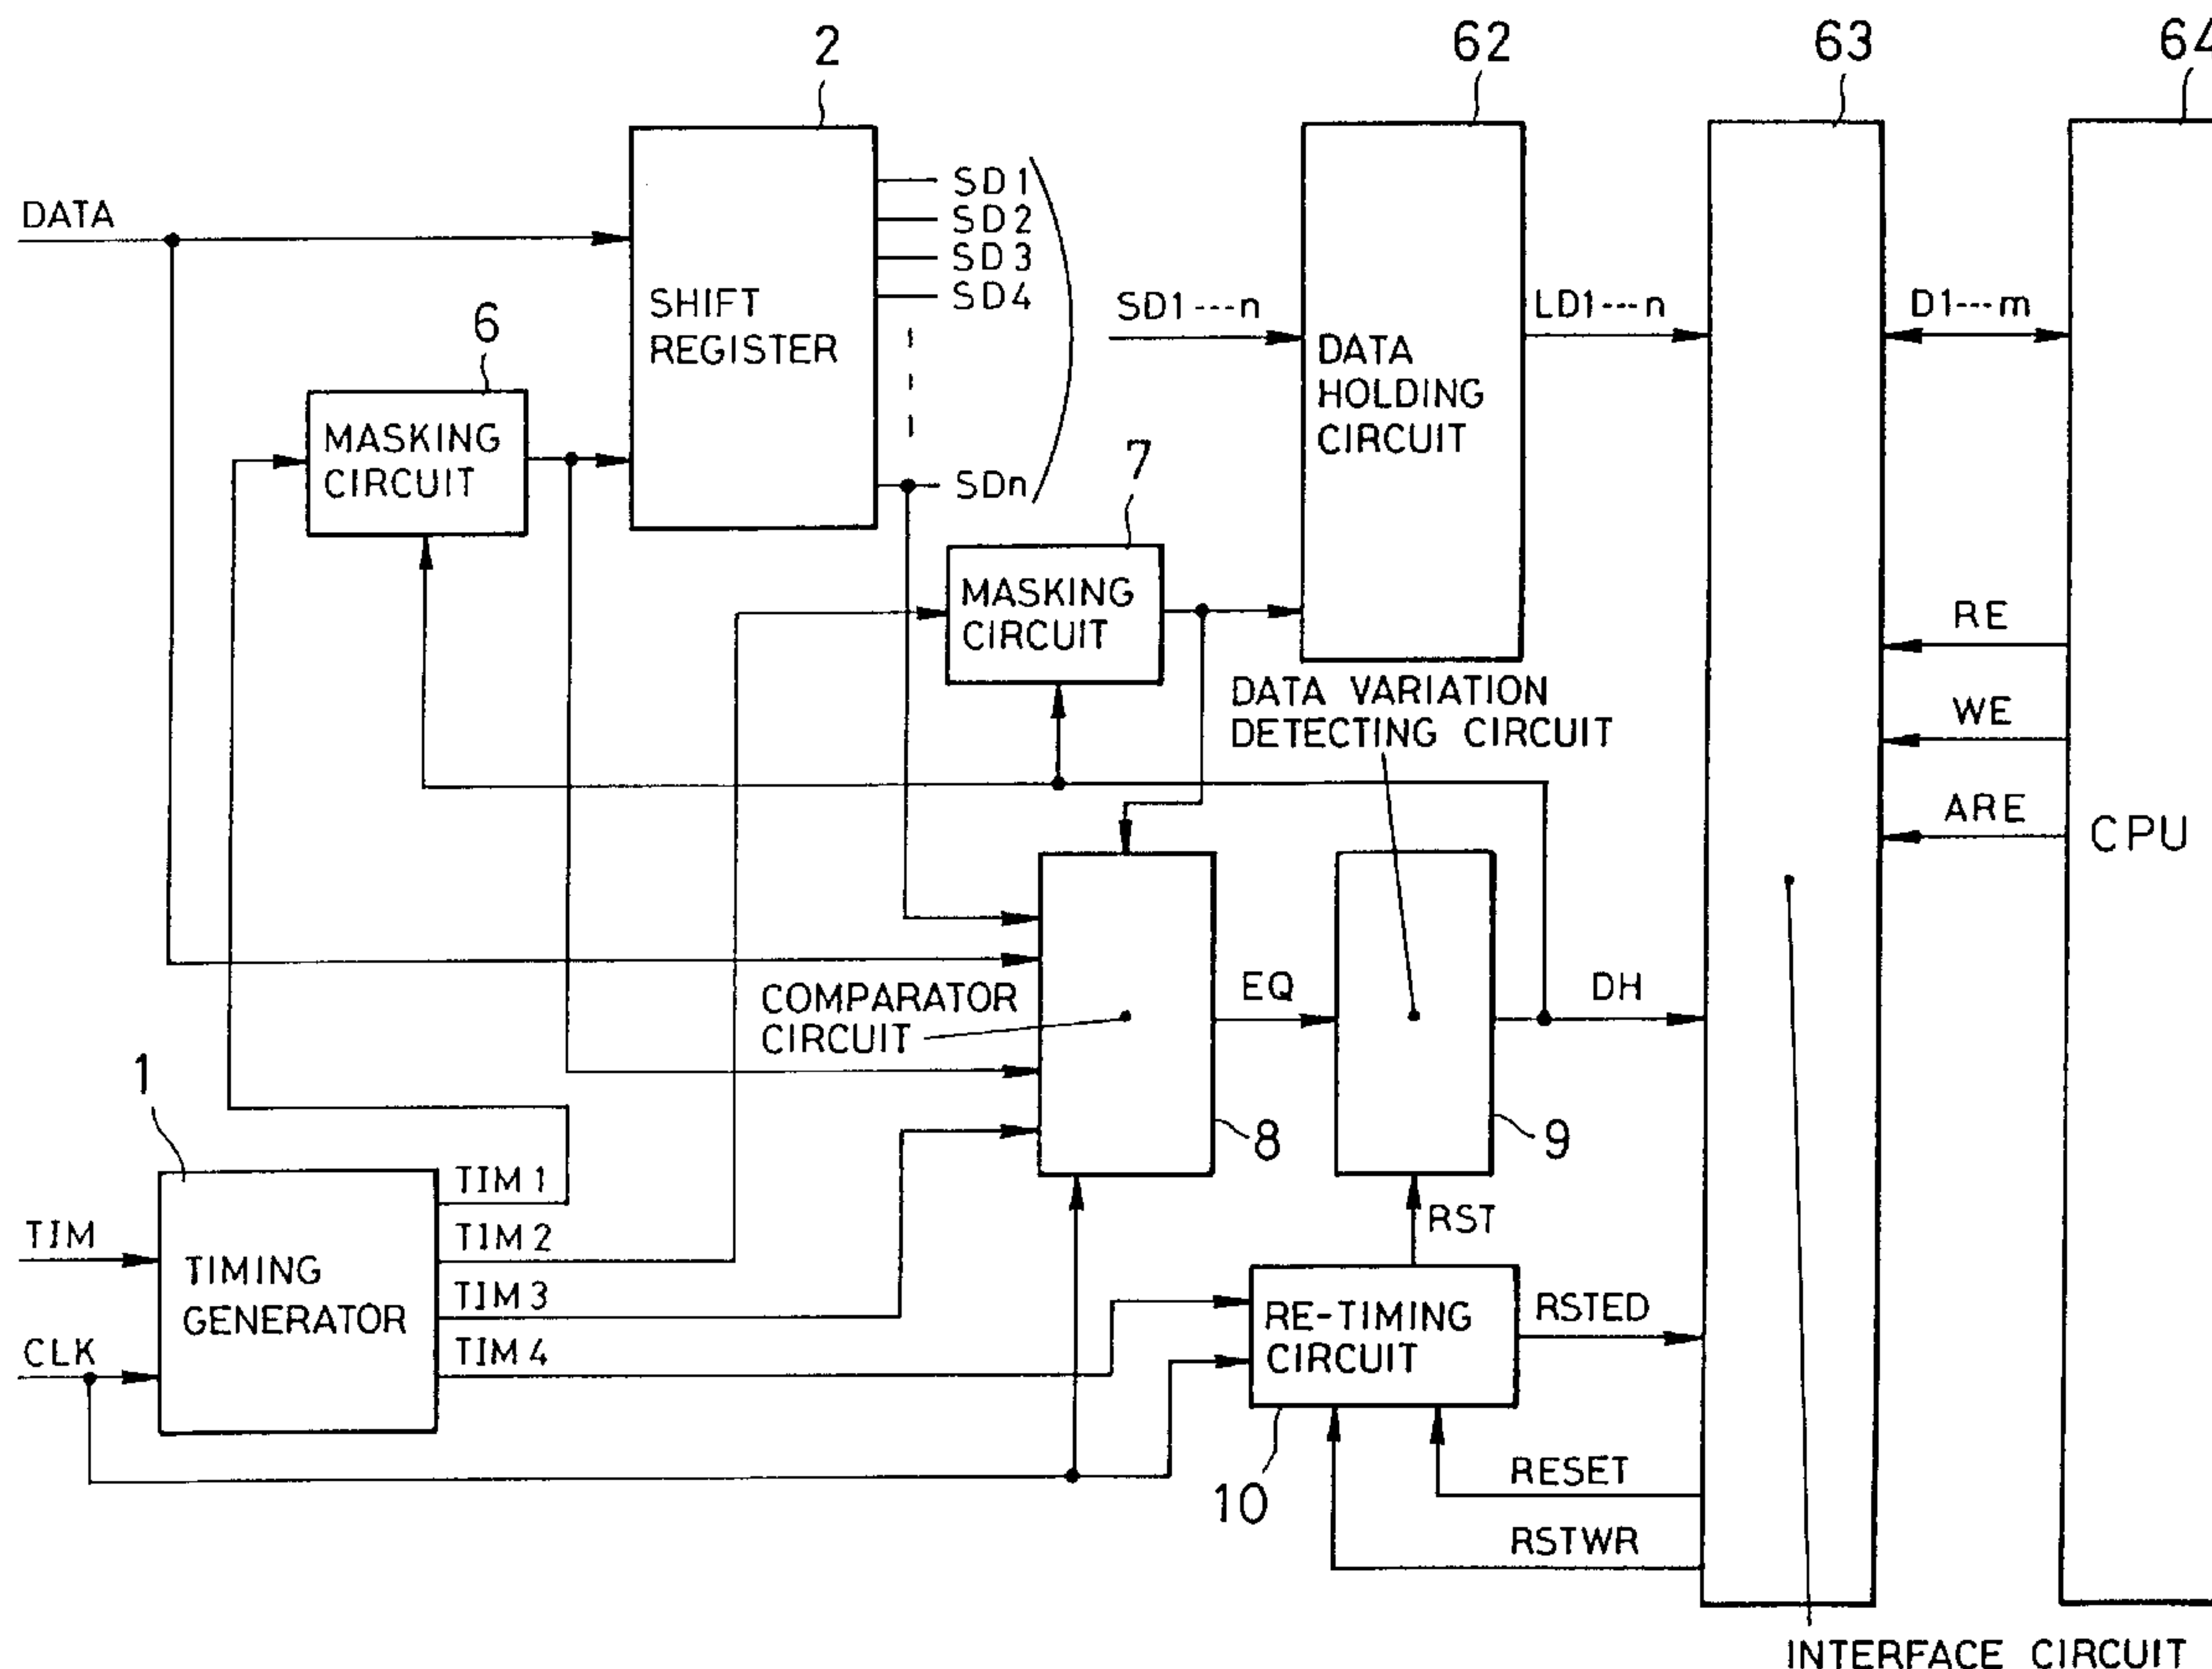 2
62
63
64
DATA
SHIFT
REGISTER
SD1
SD2
SD3
SD4
SDn
SD1---n
DATA
HOLDING
CIRCUIT
LD1---n
D1---m
6
MASKING
CIRCUIT
7
MASKING
CIRCUIT
RE
WE
ARE
CPU
DATA VARIATION
DETECTING CIRCUIT
COMPARATOR
CIRCUIT
EQ
DH
8
9
1
TIM
CLK
TIMING
GENERATOR
TIM1
TIM2
TIM3
TIM4
RST
RE-TIMING
CIRCUIT
RSTED
10
RESET
RSTWR
INTERFACE CIRCUIT